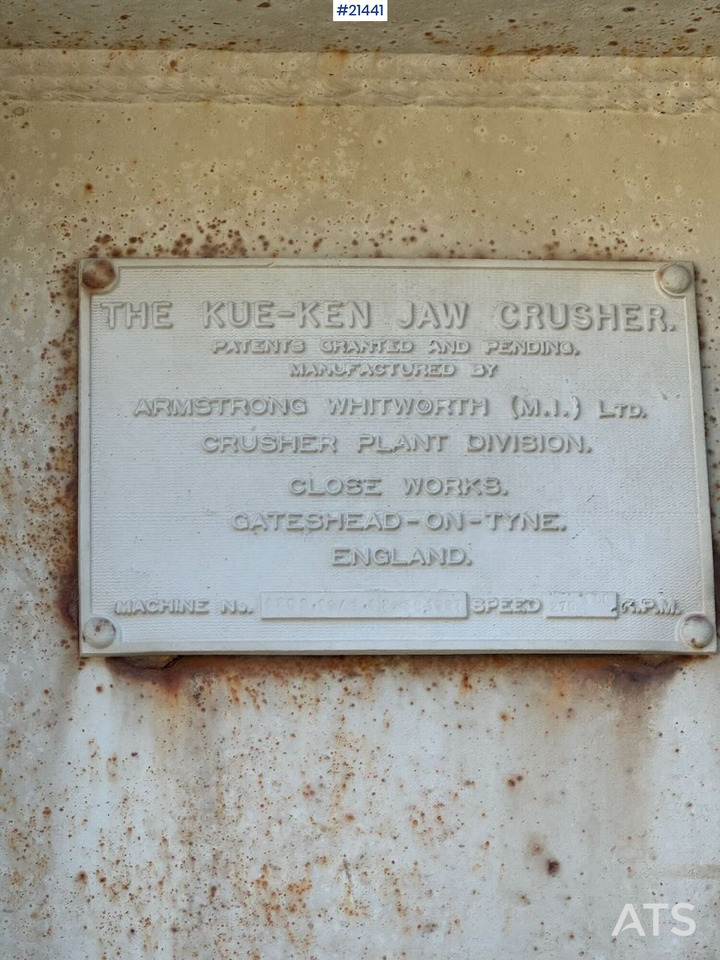 #21441
THE KUE-KEN JAW CRUSHER.
PATENTS GRANTED AND PENDING.
MANUFACTURED BY
ARMSTRONG WHITWORTH (M.I.) LTD.
CRUSHER PLANT DIVISION.
CLOSE WORKS.
GATESHEAD-ON-TYNE.
ENGLAND.
MACHINE No. SPEED R.P.M.
ATS